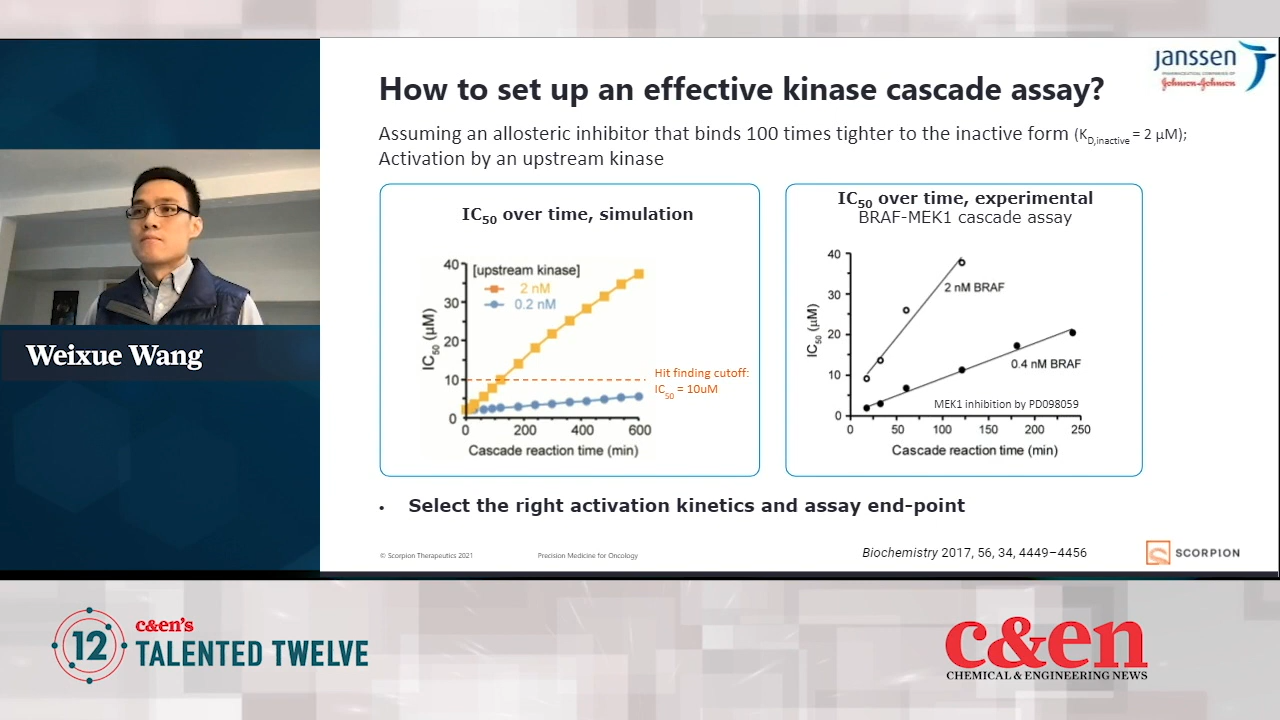 janssen
PHARMACEUTICAL COMPANIES OF
Johnson & Johnson
How to set up an effective kinase cascade assay?
Assuming an allosteric inhibitor that binds 100 times tighter to the inactive form (KD,inactive = 2 µM);
Activation by an upstream kinase
IC50 over time, simulation
[upstream kinase]
2 nM
0.2 nM
IC50 (µM)
40
30
20
10
0
0 200 400 600
Cascade reaction time (min)
Hit finding cutoff:
IC50 = 10uM
IC50 over time, experimental
BRAF-MEK1 cascade assay
IC50 (µM)
40
30
20
10
0
2 nM BRAF
0.4 nM BRAF
MEK1 inhibition by PD098059
0 50 100 150 200 250
Cascade reaction time (min)
Weixue Wang
• Select the right activation kinetics and assay end-point
© Scorpion Therapeutics 2021
Precision Medicine for Oncology
Biochemistry 2017, 56, 34, 4449–4456
SCORPION
12
c&en's
TALENTED TWELVE
c&en
CHEMICAL & ENGINEERING NEWS